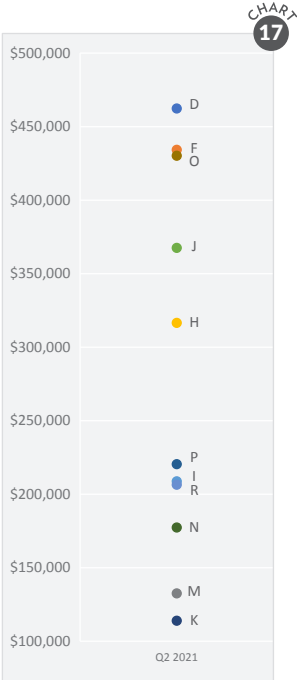 CHART
17
$500,000
D
$450,000
F
O
$400,000
J
$350,000
H
$300,000
$250,000
P
I
$200,000
R
N
$150,000
M
K
$100,000
Q2 2021